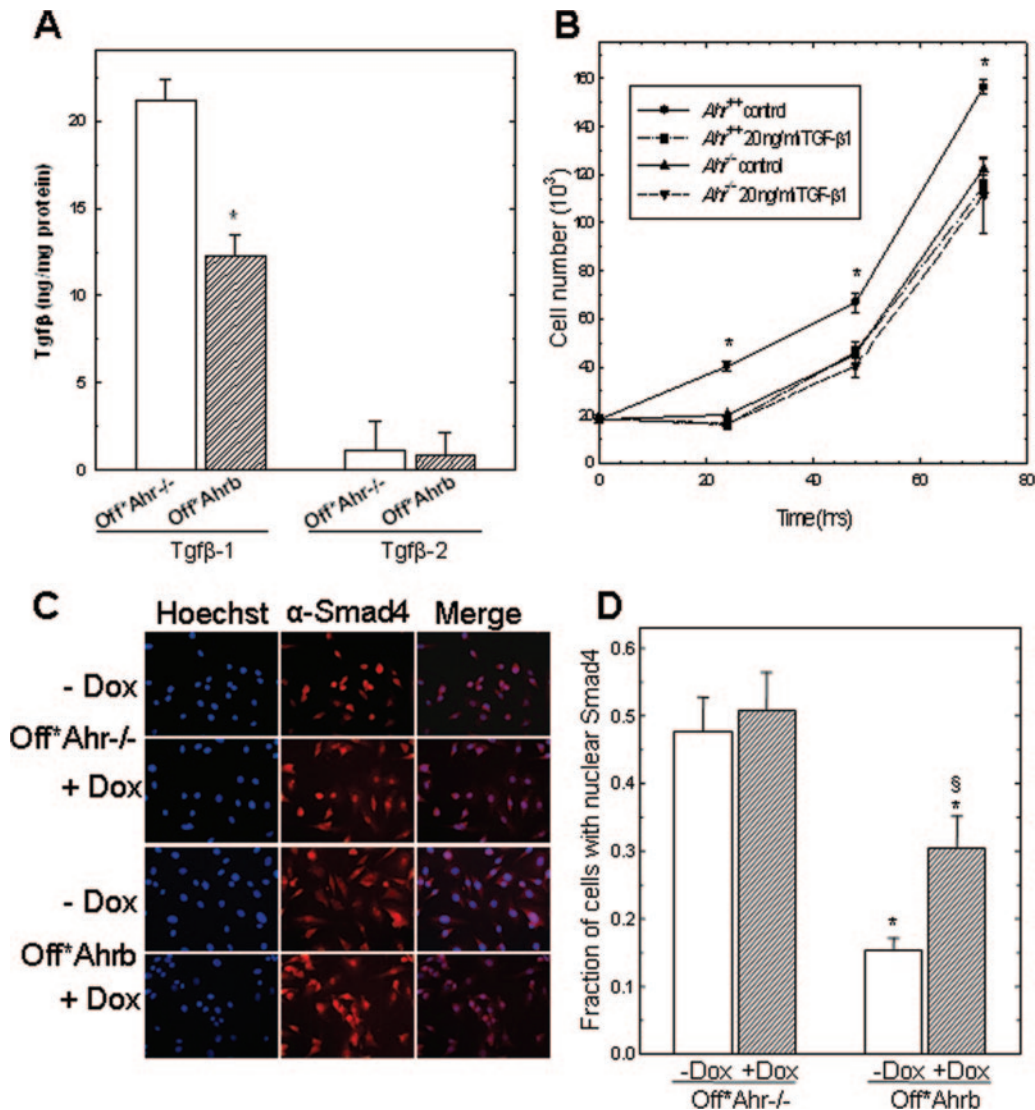 A
Tgfβ (ng/mg protein)
20
15
10
5
0
*
Off*Ahr-/-
Off*Ahrb
Off*Ahr-/-
Off*Ahrb
Tgfβ-1
Tgfβ-2
B
Cell number (10³)
160
140
120
100
80
60
40
20
0
Ahr⁺⁺ control
Ahr⁺⁺ 20ng/ml TGF-β1
Ahr⁻/⁻ control
Ahr⁻/⁻ 20ng/ml TGF-β1
*
*
*
0 20 40 60 80
Time (hrs)
C
Hoechst α-Smad4 Merge
- Dox
Off*Ahr-/-
+ Dox
- Dox
Off*Ahrb
+ Dox
D
Fraction of cells with nuclear Smad4
0.6
0.5
0.4
0.3
0.2
0.1
0.0
*
§
*
-Dox +Dox -Dox +Dox
Off*Ahr-/- Off*Ahrb